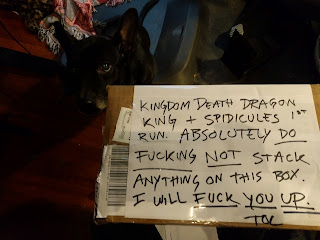 KINGDOM DEATH DRAGON
KING + SPIDICULES 1ST
RUN. ABSOLUTELY DO
FUCKING NOT STACK
ANYTHING ON THIS BOX.
I WILL FUCK YOU UP.